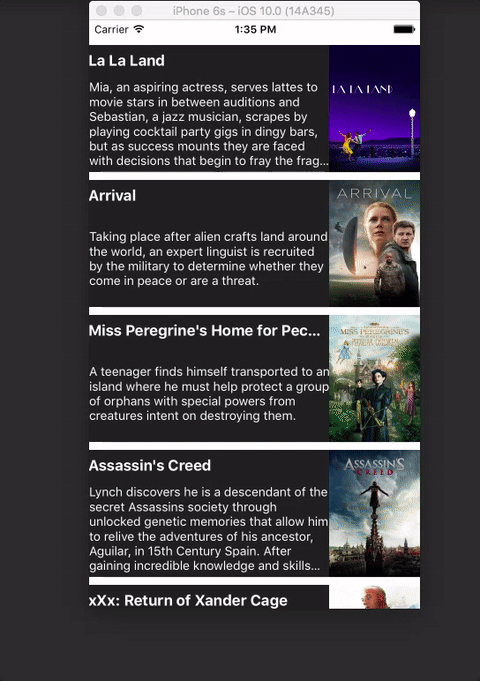 iPhone 6s – iOS 10.0 (14A345)
Carrier 1:35 PM
La La Land
Mia, an aspiring actress, serves lattes to
movie stars in between auditions and
Sebastian, a jazz musician, scrapes by
playing cocktail party gigs in dingy bars,
but as success mounts they are faced
with decisions that begin to fray the frag...
LA LA LAND
Arrival
Taking place after alien crafts land around
the world, an expert linguist is recruited
by the military to determine whether they
come in peace or are a threat.
ARRIVAL
Miss Peregrine's Home for Pec...
A teenager finds himself transported to an
island where he must help protect a group
of orphans with special powers from
creatures intent on destroying them.
MISS PEREGRINE'S
PECULIAR CHILDREN
Assassin's Creed
Lynch discovers he is a descendant of the
secret Assassins society through
unlocked genetic memories that allow him
to relive the adventures of his ancestor,
Aguilar, in 15th Century Spain. After
gaining incredible knowledge and skills...
ASSASSIN'S
CREED
xXx: Return of Xander Cage